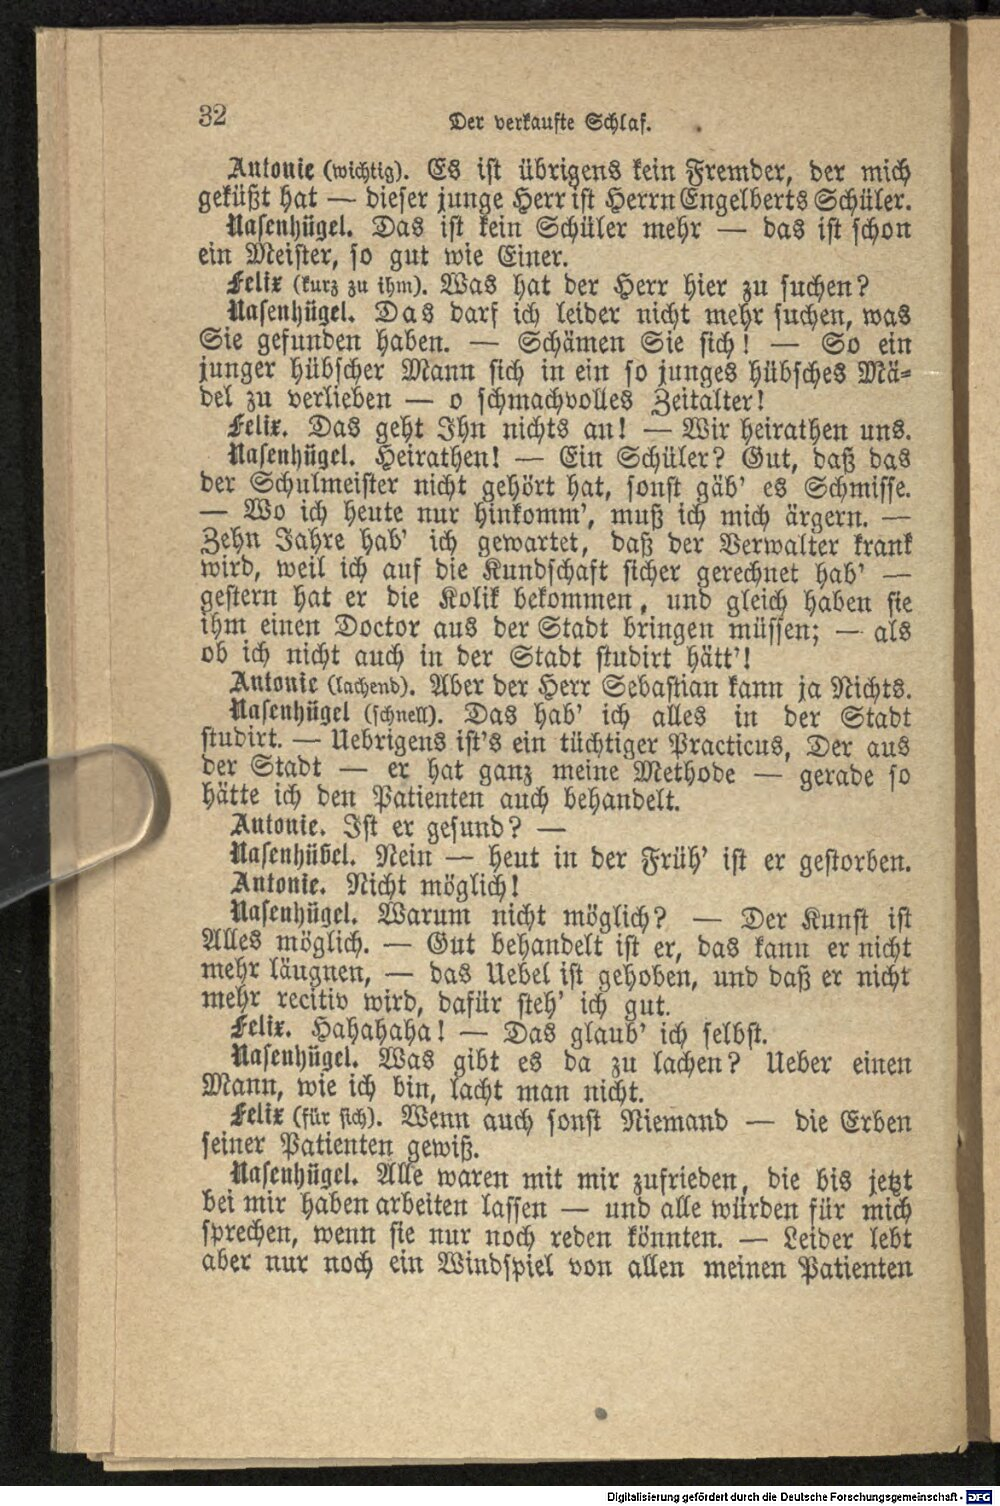 32
Der verkaufte Schlaf.
Antonie (wichtig). Es ist übrigens kein Fremder, der mich
geküßt hat — dieser junge Herr ist Herrn Engelberts Schüler.
Nasenhügel. Das ist kein Schüler mehr — das ist schon
ein Meister, so gut wie Einer.
Felix (kurz zu ihm). Was hat der Herr hier zu suchen?
Nasenhügel. Das darf ich leider nicht mehr suchen, was
Sie gefunden haben. — Schämen Sie sich! — So ein
junger hübscher Mann sich in ein so junges hübsches Mä-
del zu verlieben — o schmachvolles Zeitalter!
Felix. Das geht Ihn nichts an! — Wir heirathen uns.
Nasenhügel. Heirathen! — Ein Schüler? Gut, daß das
der Schulmeister nicht gehört hat, sonst gäb' es Schmisse.
— Wo ich heute nur hinkomm', muß ich mich ärgern. —
Zehn Jahre hab' ich gewartet, daß der Verwalter krank
wird, weil ich auf die Kundschaft sicher gerechnet hab' —
gestern hat er die Kolik bekommen, und gleich haben sie
ihm einen Doctor aus der Stadt bringen müssen; — als
ob ich nicht auch in der Stadt studirt hätt'!
Antonie (lachend). Aber der Herr Sebastian kann ja Nichts.
Nasenhügel (schnell). Das hab' ich alles in der Stadt
studirt. — Uebrigens ist's ein tüchtiger Practicus, Der aus
der Stadt — er hat ganz meine Methode — gerade so
hätte ich den Patienten auch behandelt.
Antonie. Ist er gesund? —
Nasenhübel. Nein — heut in der Früh' ist er gestorben.
Antonie. Nicht möglich!
Nasenhügel. Warum nicht möglich? — Der Kunst ist
Alles möglich. — Gut behandelt ist er, das kann er nicht
mehr läugnen, — das Uebel ist gehoben, und daß er nicht
mehr recitiv wird, dafür steh' ich gut.
Felix. Hahahaha! — Das glaub' ich selbst.
Nasenhügel. Was gibt es da zu lachen? Ueber einen
Mann, wie ich bin, lacht man nicht.
Felix (für sich). Wenn auch sonst Niemand — die Erben
seiner Patienten gewiß.
Nasenhügel. Alle waren mit mir zufrieden, die bis jetzt
bei mir haben arbeiten lassen — und alle würden für mich
sprechen, wenn sie nur noch reden könnten. — Leider lebt
aber nur noch ein Windspiel von allen meinen Patienten
Digitalisierung gefördert durch die Deutsche Forschungsgemeinschaft - DFG